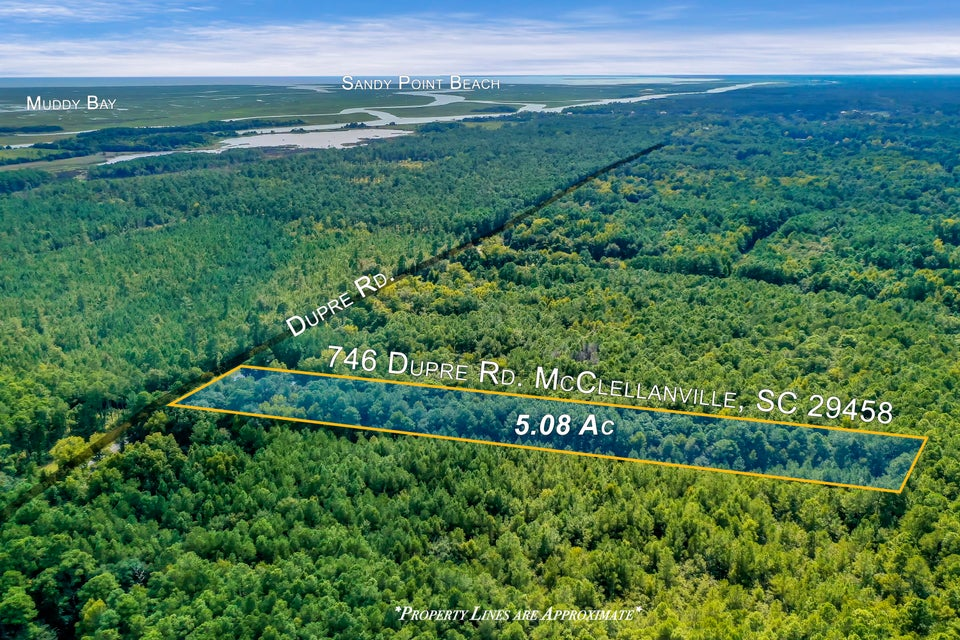 Sandy Point Beach
Muddy Bay
Dupre Rd.
746 Dupre Rd. McClellanville, SC 29458
5.08 Ac
*Property Lines are Approximate*